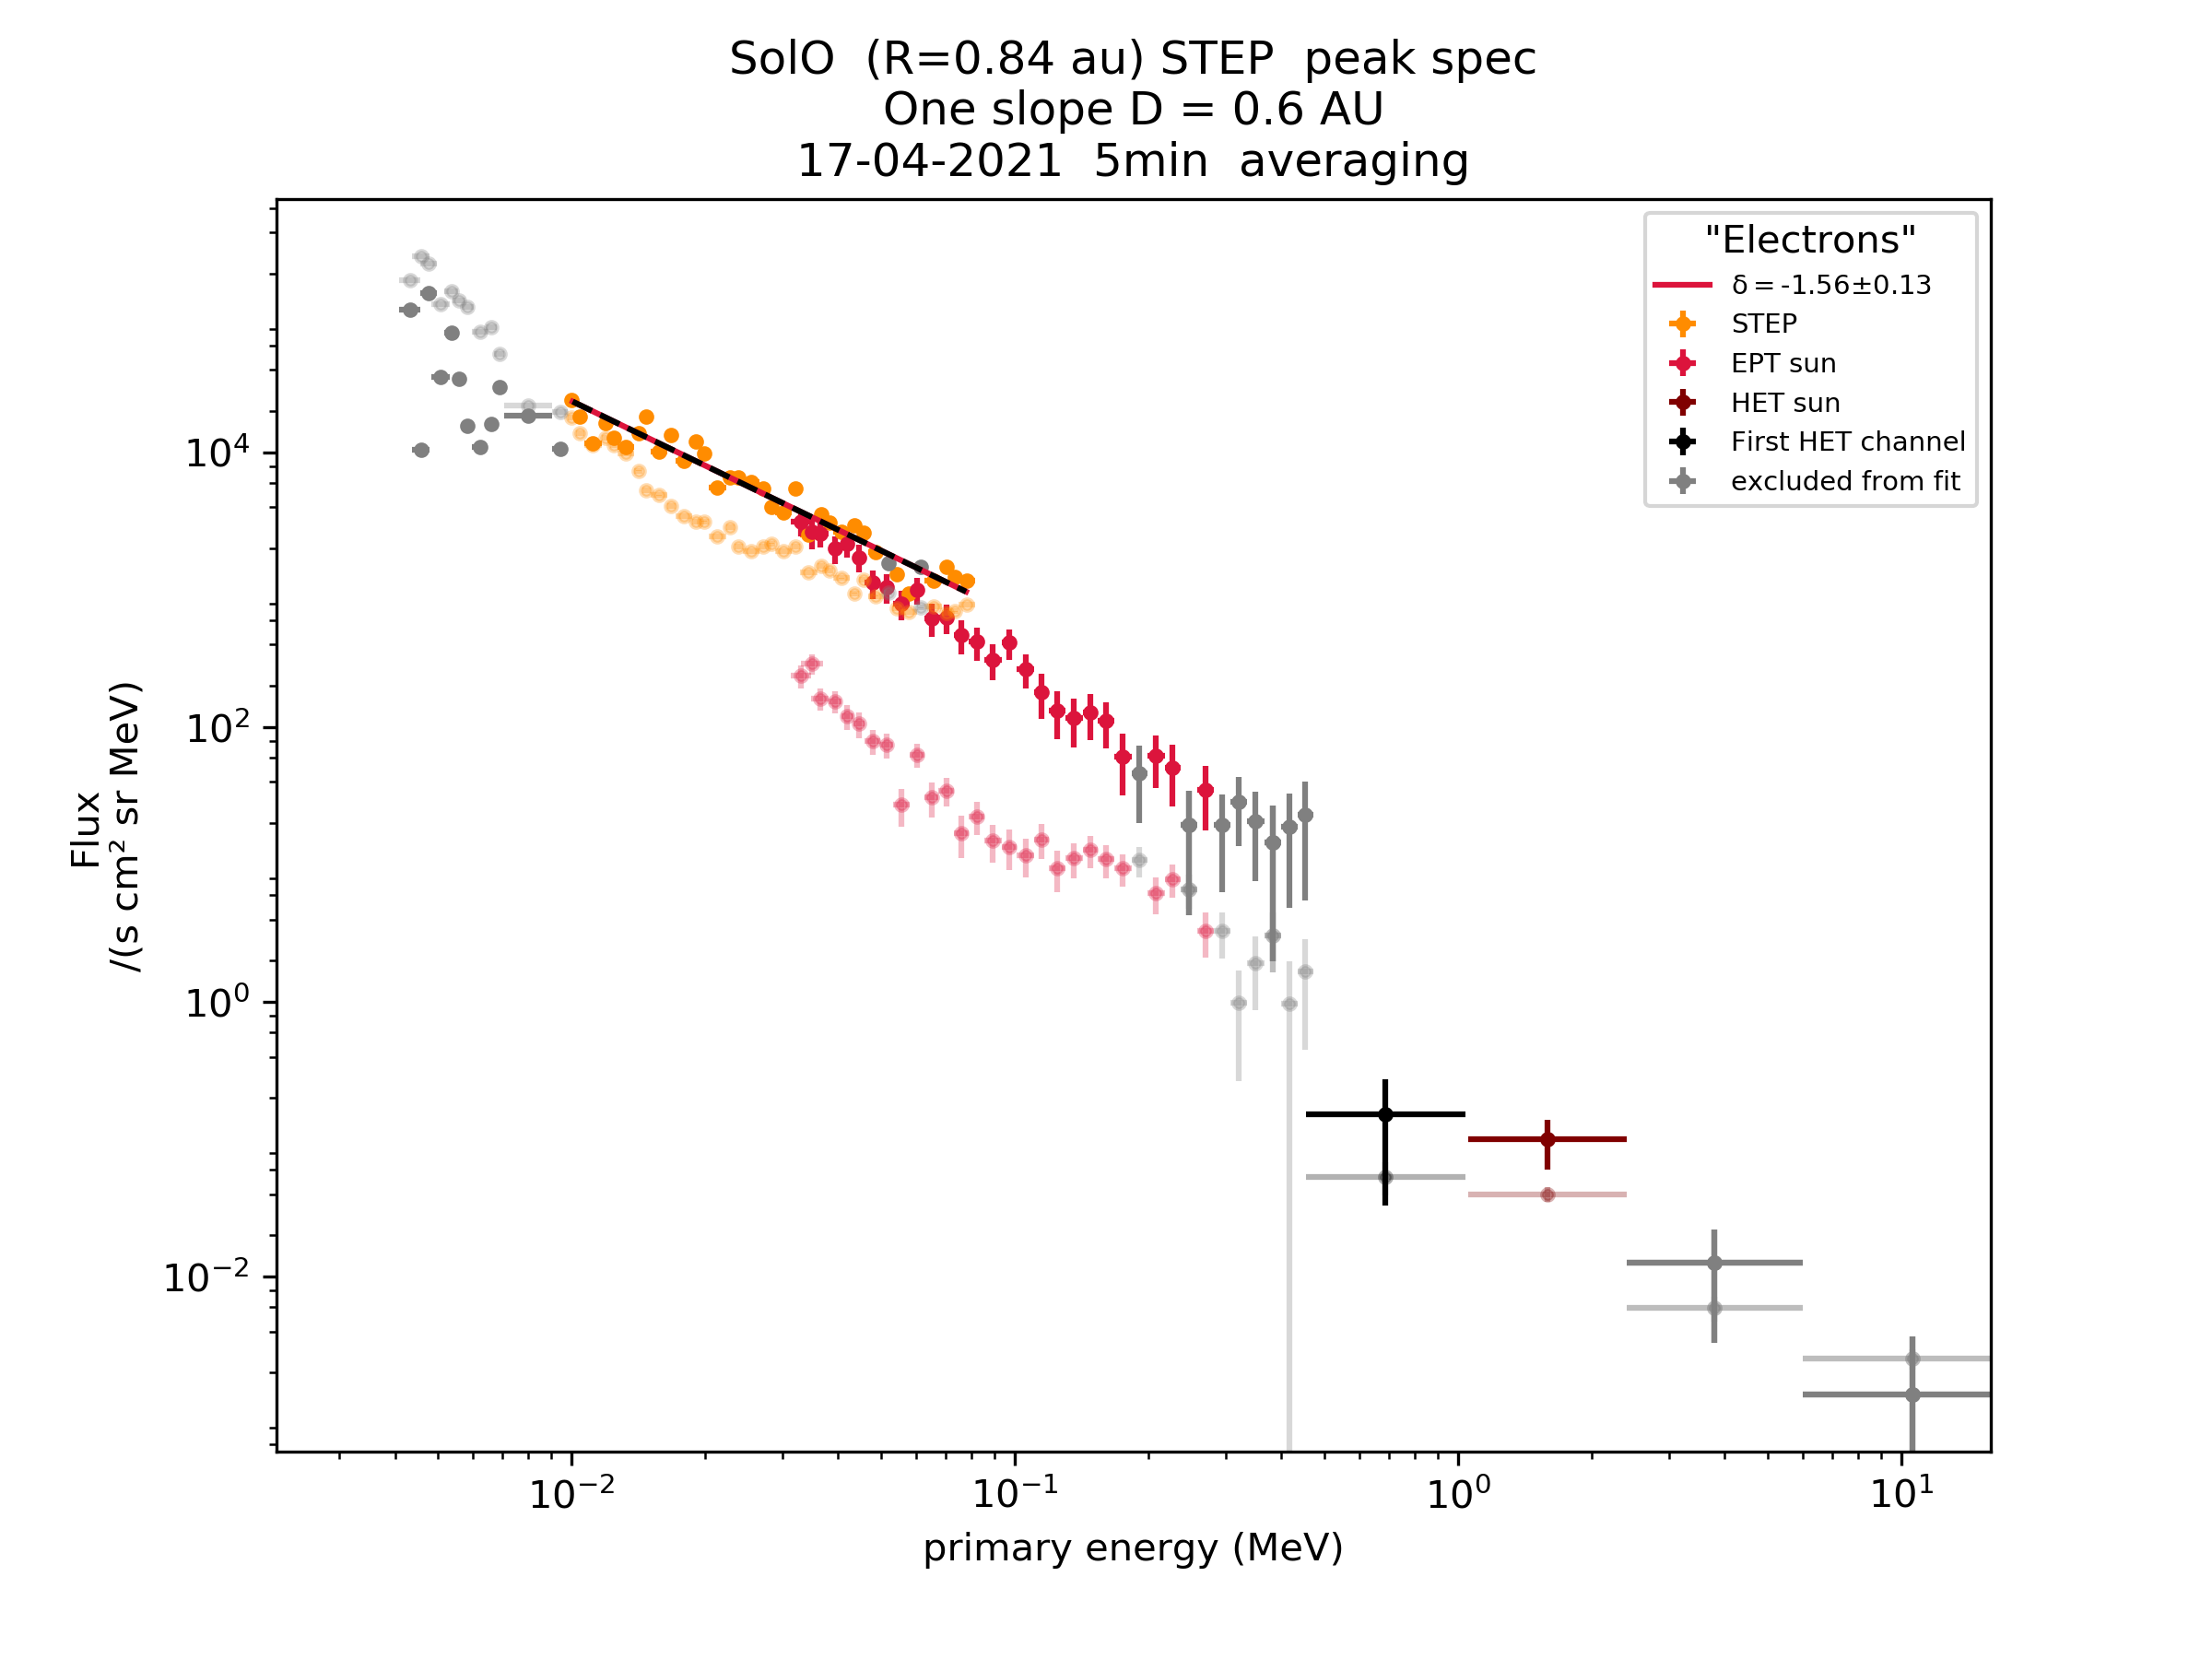 SolO  (R=0.84 au) STEP  peak spec
One slope D = 0.6 AU
17-04-2021  5min  averaging
"Electrons"
δ = -1.56±0.13
STEP
EPT sun
HET sun
First HET channel
excluded from fit
Flux
/(s cm² sr MeV)
10⁴
10²
10⁰
10⁻²
10⁻²
10⁻¹
10⁰
10¹
primary energy (MeV)